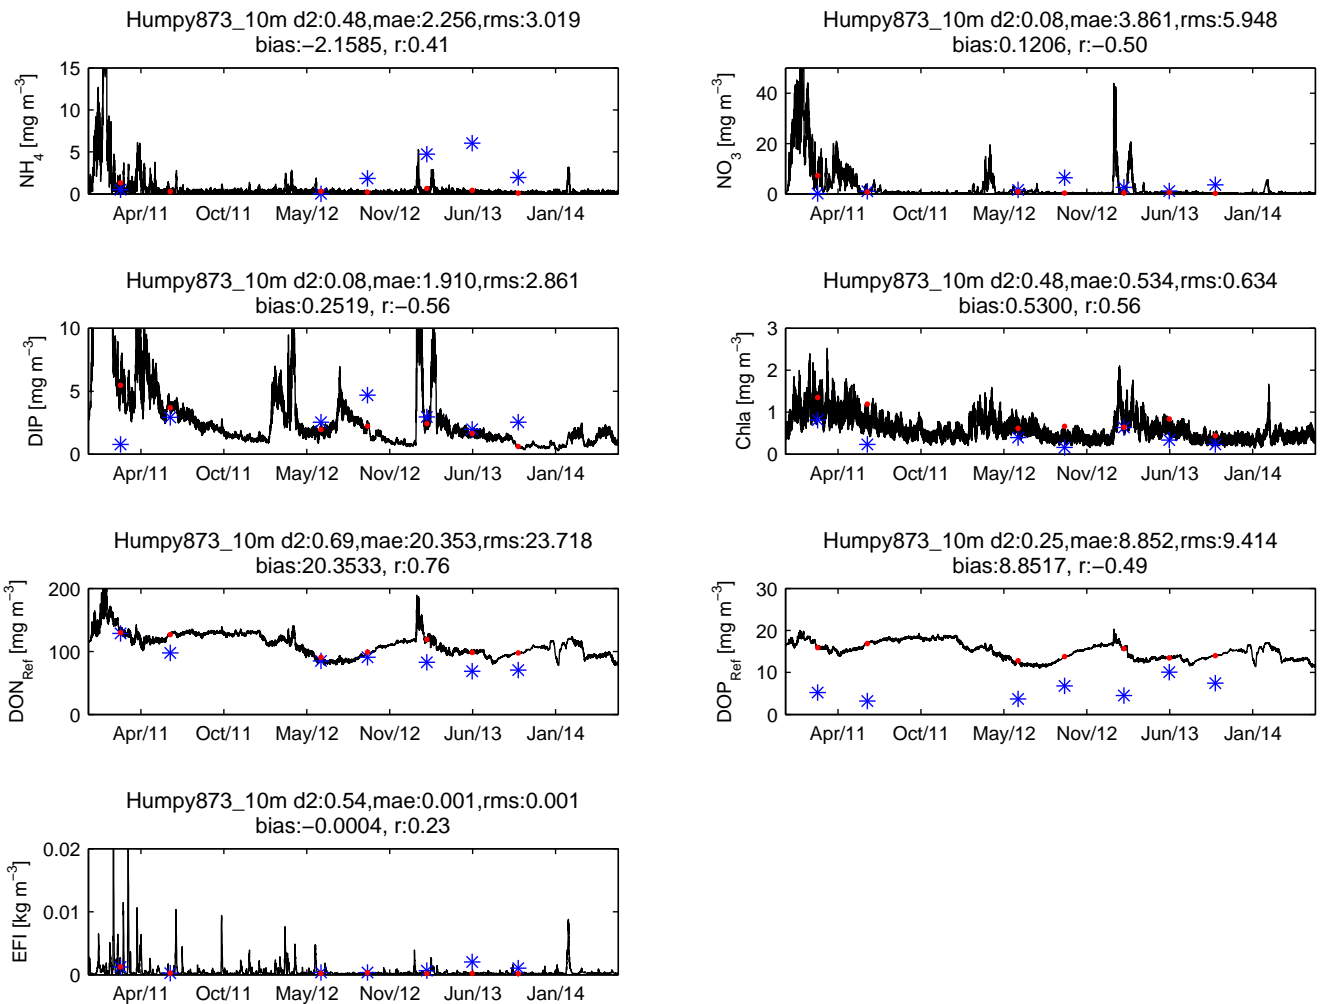 Humpy873_10m d2:0.48,mae:2.256,rms:3.019
bias:−2.1585, r:0.41
NH4 [mg m−3]
15
10
5
0
Apr/11 Oct/11 May/12 Nov/12 Jun/13 Jan/14
Humpy873_10m d2:0.08,mae:3.861,rms:5.948
bias:0.1206, r:−0.50
NO3 [mg m−3]
40
20
0
Apr/11 Oct/11 May/12 Nov/12 Jun/13 Jan/14
Humpy873_10m d2:0.08,mae:1.910,rms:2.861
bias:0.2519, r:−0.56
DIP [mg m−3]
10
5
0
Apr/11 Oct/11 May/12 Nov/12 Jun/13 Jan/14
Humpy873_10m d2:0.48,mae:0.534,rms:0.634
bias:0.5300, r:0.56
Chla [mg m−3]
3
2
1
0
Apr/11 Oct/11 May/12 Nov/12 Jun/13 Jan/14
Humpy873_10m d2:0.69,mae:20.353,rms:23.718
bias:20.3533, r:0.76
DONRef [mg m−3]
200
100
0
Apr/11 Oct/11 May/12 Nov/12 Jun/13 Jan/14
Humpy873_10m d2:0.25,mae:8.852,rms:9.414
bias:8.8517, r:−0.49
DOPRef [mg m−3]
30
20
10
0
Apr/11 Oct/11 May/12 Nov/12 Jun/13 Jan/14
Humpy873_10m d2:0.54,mae:0.001,rms:0.001
bias:−0.0004, r:0.23
EFI [kg m−3]
0.02
0.01
0
Apr/11 Oct/11 May/12 Nov/12 Jun/13 Jan/14